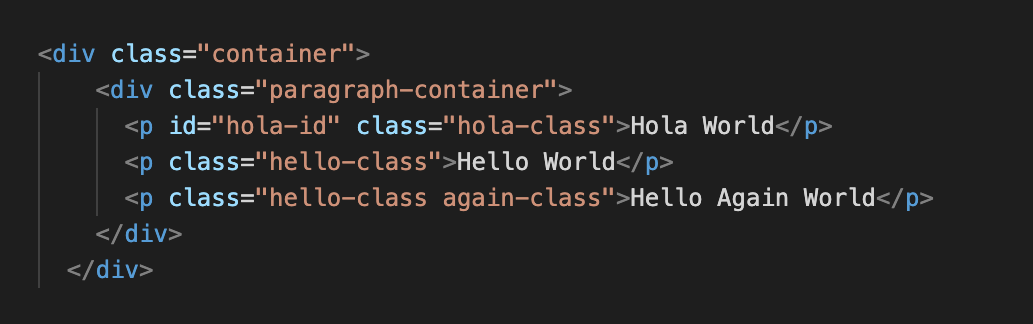 <div class="container">
<div class="paragraph-container">
<p id="hola-id" class="hola-class">Hola World</p>
<p class="hello-class">Hello World</p>
<p class="hello-class again-class">Hello Again World</p>
</div>
</div>